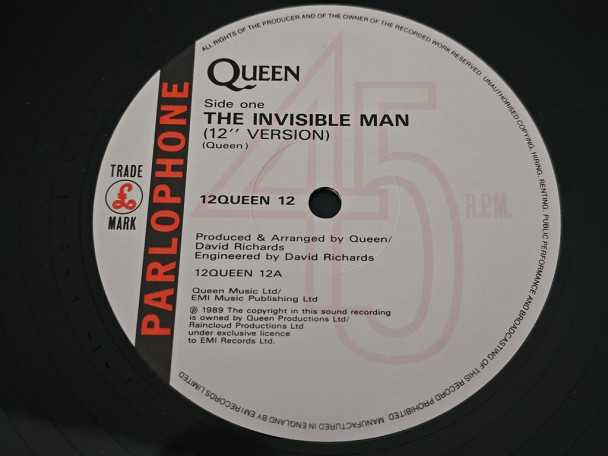 ALL RIGHTS OF THE PRODUCER AND OF THE OWNER OF THE RECORDED WORK RESERVED. UNAUTHORISED COPYING, HIRING, RENTING, PUBLIC PERFORMANCE AND BROADCASTING OF THIS RECORD PROHIBITED. MANUFACTURED IN ENGLAND BY EMI RECORDS LIMITED
QUEEN
Side one
THE INVISIBLE MAN
(12'' VERSION)
(Queen)
PARLOPHONE
TRADE
£
MARK
45
R.P.M.
12QUEEN 12
Produced & Arranged by Queen/
David Richards
Engineered by David Richards
12QUEEN 12A
Queen Music Ltd/
EMI Music Publishing Ltd
℗ 1989 The copyright in this sound recording
is owned by Queen Productions Ltd/
Raincloud Productions Ltd
under exclusive licence
to EMI Records Ltd.